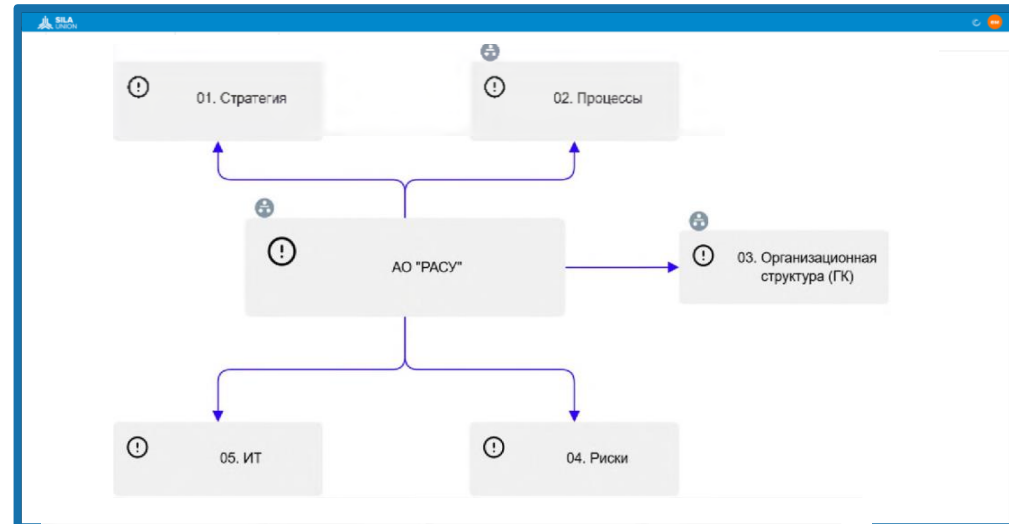 SILA
UNION
01. Стратегия
02. Процессы
АО "РАСУ"
03. Организационная
структура (ГК)
05. ИТ
04. Риски